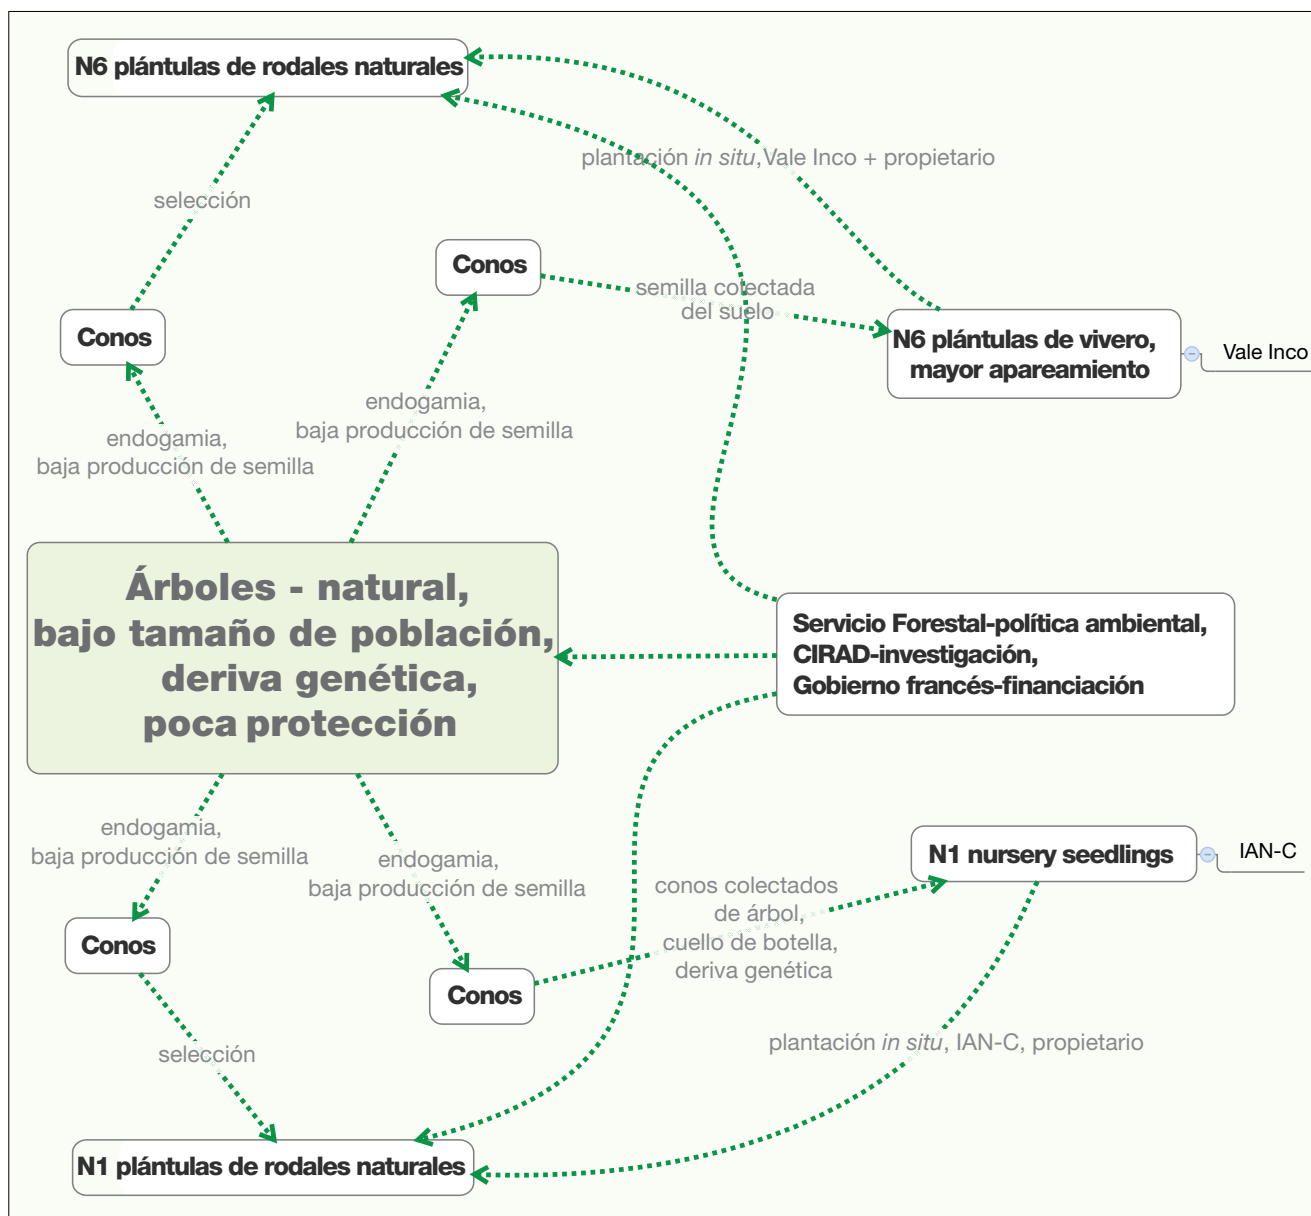 N6 plántulas de rodales naturales
plantación in situ, Vale Inco + propietario
selección
Conos
semilla colectada
del suelo
Conos
N6 plántulas de vivero,
mayor apareamiento
Vale Inco
endogamia,
baja producción de semilla
endogamia,
baja producción de semilla
Árboles - natural,
bajo tamaño de población,
deriva genética,
poca protección
Servicio Forestal-política ambiental,
CIRAD-investigación,
Gobierno francés-financiación
endogamia,
baja producción de semilla
endogamia,
baja producción de semilla
N1 nursery seedlings
IAN-C
conos colectados
de árbol,
cuello de botella,
deriva genética
Conos
Conos
plantación in situ, IAN-C, propietario
selección
N1 plántulas de rodales naturales